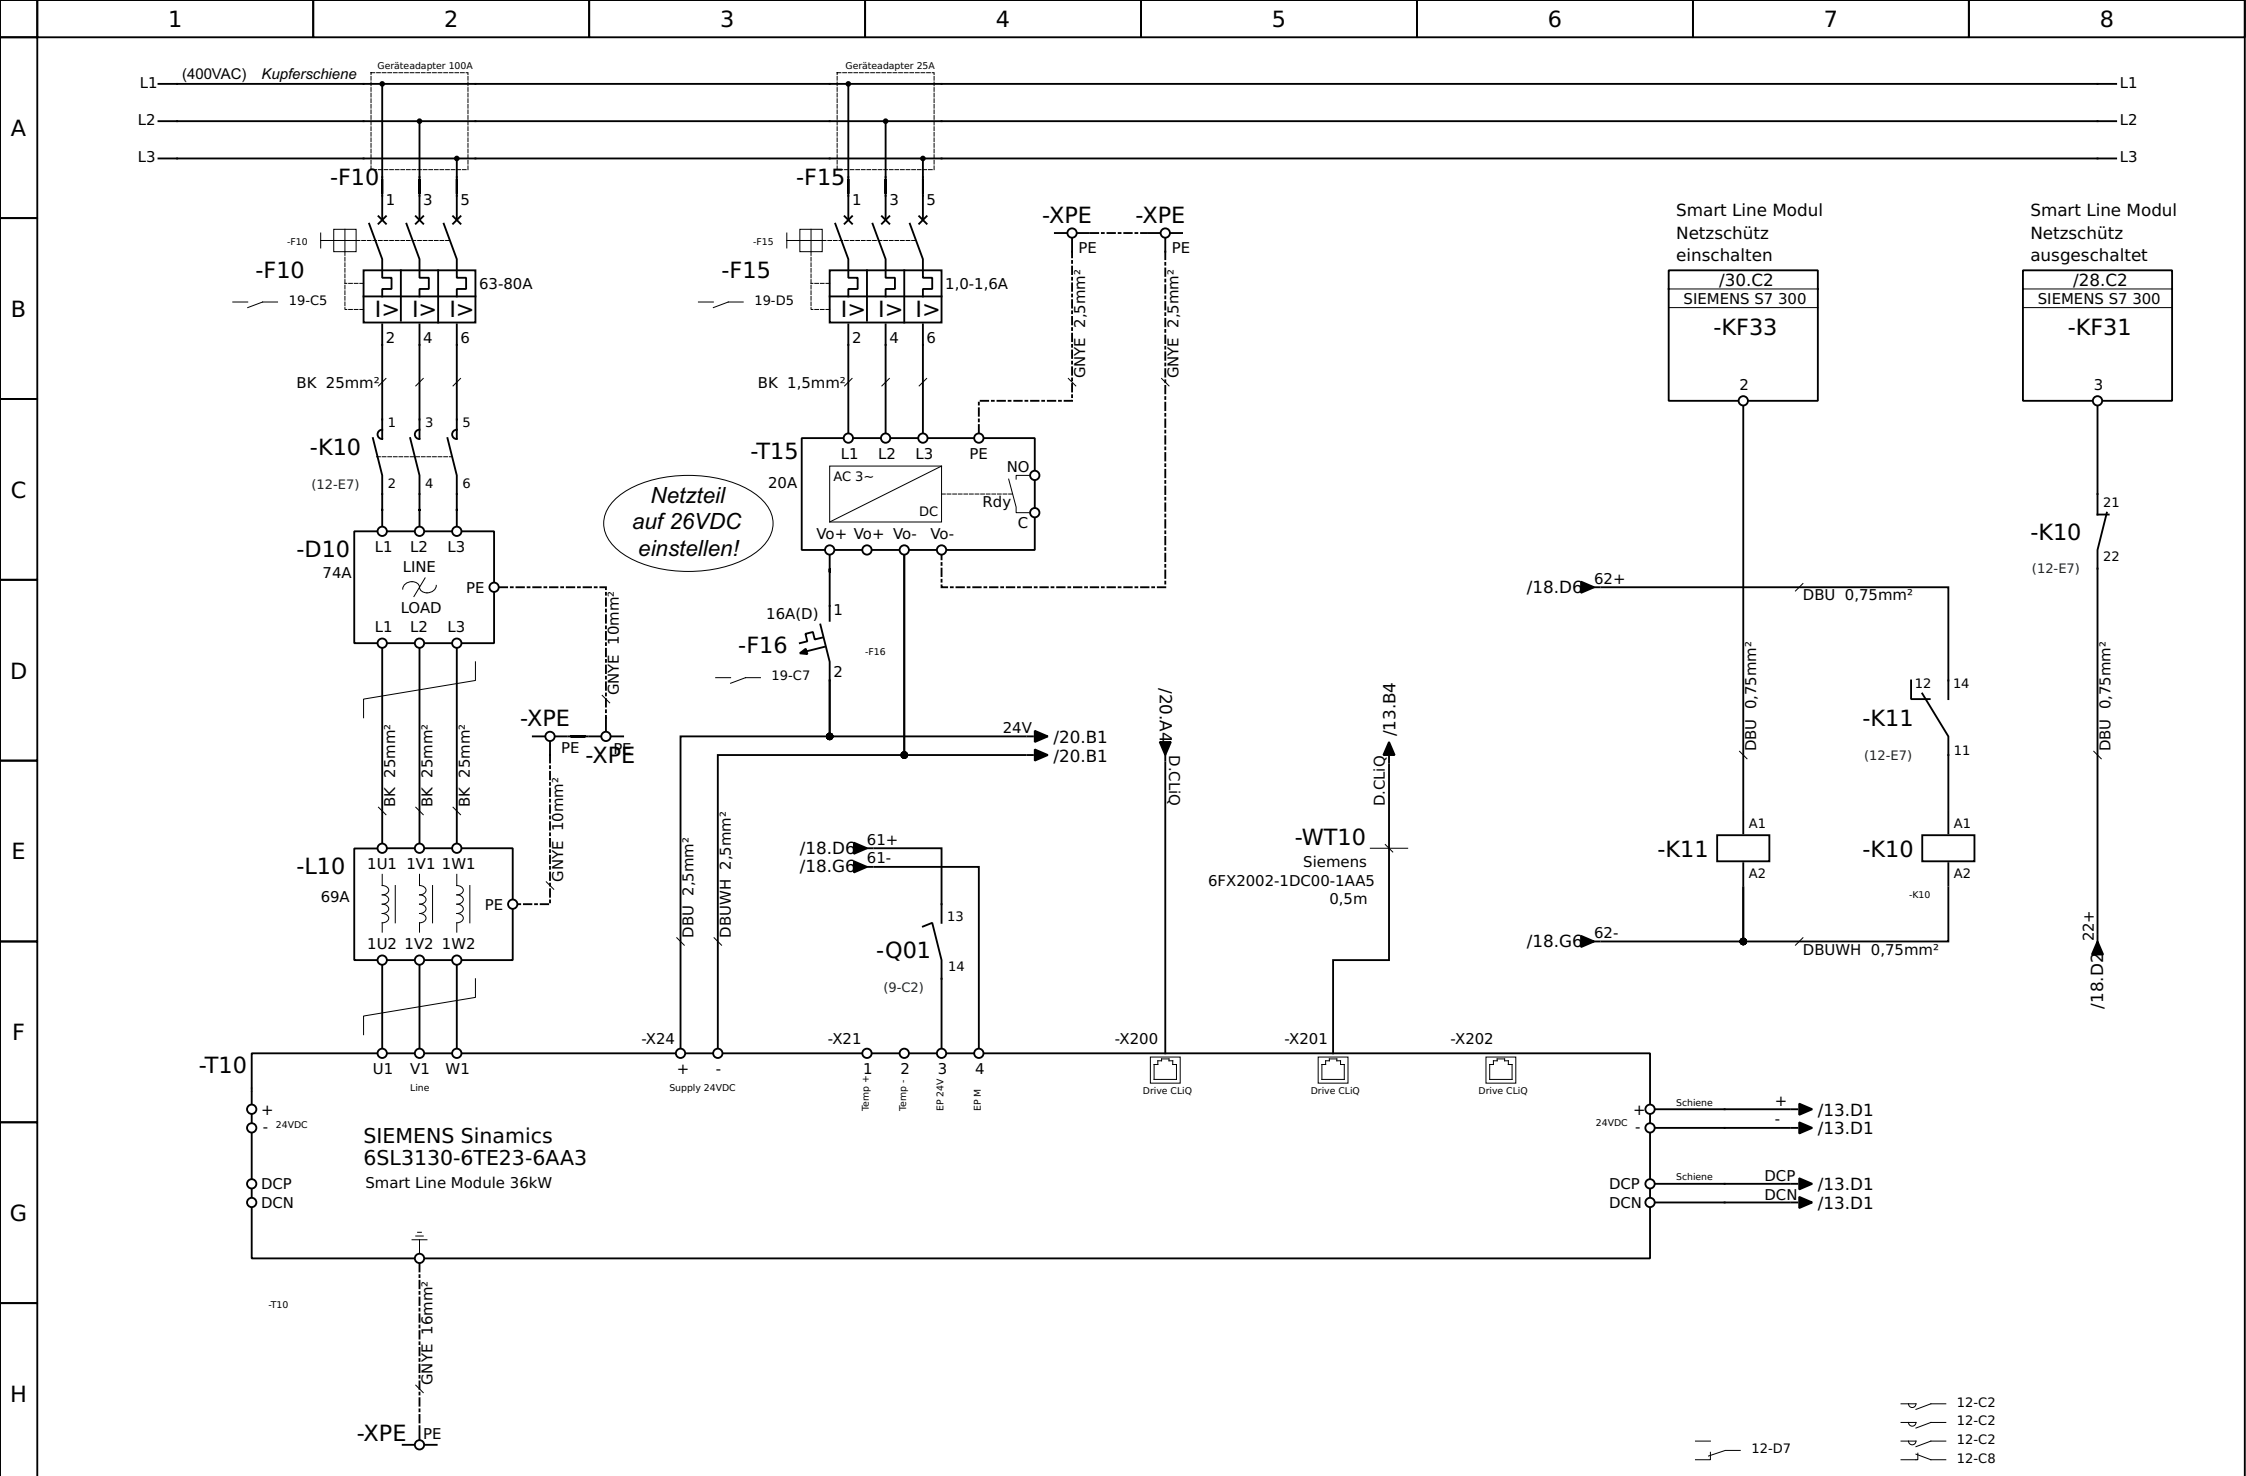 1 2 3 4 5 6 7 8
A
B
C
D
E
F
G
H
L1 (400VAC) Kupferschiene
L2
L3
L1
L2
L3
Geräteadapter 100A
Geräteadapter 25A
-F10
1 3 5
-F10
-F10
63-80A
19-C5
I> I> I>
2 4 6
BK 25mm²
1 3 5
-K10
(12-E7)
2 4 6
-D10
74A
L1 L2 L3
LINE
LOAD
PE
L1 L2 L3
GNYE 10mm²
BK 25mm²
BK 25mm²
BK 25mm²
-XPE
PE
-XPE
PE
GNYE 10mm²
-L10
69A
1U1 1V1 1W1
PE
1U2 1V2 1W2
-F15
1 3 5
-F15
-F15
1,0-1,6A
19-D5
I> I> I>
2 4 6
BK 1,5mm²
-XPE
PE
-XPE
PE
GNYE 2,5mm²
GNYE 2,5mm²
-T15
20A
L1 L2 L3 PE
AC 3~
DC
NO
Rdy
C
Vo+ Vo+ Vo- Vo-
Netzteil
auf 26VDC
einstellen!
16A(D)
1
-F16
-F16
19-C7
2
24V
/20.B1
/20.B1
DBU 2,5mm²
DBUWH 2,5mm²
/18.D6 61+
/18.G6 61-
13
-Q01
14
(9-C2)
/20.A4
D.CLiQ
/13.B4
D.CLiQ
-WT10
Siemens
6FX2002-1DC00-1AA5
0,5m
Smart Line Modul
Netzschütz
einschalten
/30.C2
SIEMENS S7 300
-KF33
2
Smart Line Modul
Netzschütz
ausgeschaltet
/28.C2
SIEMENS S7 300
-KF31
3
21
-K10
22
(12-E7)
/18.D6 62+
DBU 0,75mm²
DBU 0,75mm²
12 14
-K11
(12-E7)
11
DBU 0,75mm²
A1
-K11
A2
A1
-K10
A2
-K10
/18.G6 62-
DBUWH 0,75mm²
22+
/18.D2
-T10
U1 V1 W1
Line
-X24
+ -
Supply 24VDC
-X21
1 2 3 4
Temp +
Temp -
EP 24V
EP M
-X200
Drive CLiQ
-X201
Drive CLiQ
-X202
Drive CLiQ
+
- 24VDC
DCP
DCN
SIEMENS Sinamics
6SL3130-6TE23-6AA3
Smart Line Module 36kW
+ Schiene + /13.D1
24VDC - - /13.D1
DCP Schiene DCP /13.D1
DCN DCN /13.D1
-T10
GNYE 16mm²
-XPE
PE
12-D7
12-C2
12-C2
12-C2
12-C8